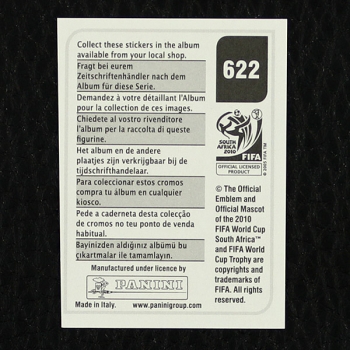 Collect these stickers in the album
available from your local shop.
Fragt bei eurem
Zeitschriftenhändler nach dem
Album für diese Serie.
Demandez à votre détaillant l'Album
pour la collection de ces images.
Chiedete al vostro rivenditore
l'album per la raccolta di queste
figurine.
Het album en de andere
plaatjes zijn verkrijgbaar bij de
tijdschrifthandelaar.
Para coleccionar estos cromos
compra tu álbum en cualquier
kiosco.
Pede a caderneta desta colecção
de cromos no teu ponto de venda
habitual.
Bayinizden aldığınız albümü bu
çıkartmalar ile tamamlayın.
Manufactured under licence by
PANINI
Made in Italy. www.paninigroup.com
622
SOUTH AFRICA
2010
FIFA
OFFICIAL LICENSED
PRODUCT
© The Official
Emblem and
Official Mascot
of the 2010
FIFA World Cup
South Africa™
and FIFA World
Cup Trophy are
copyrights and
trademarks of
FIFA. All rights
reserved.